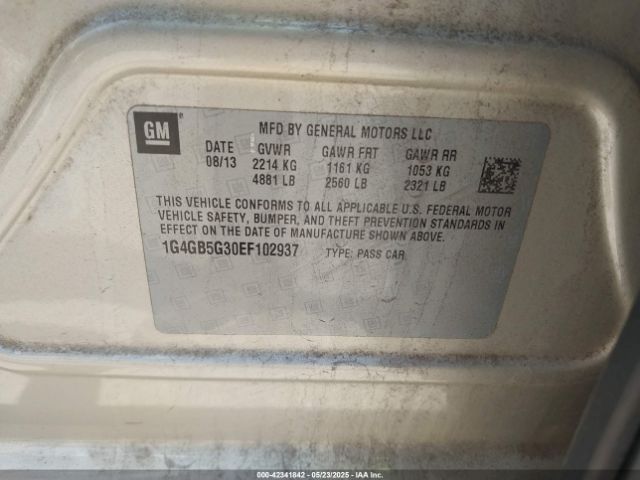 GM
MFD BY GENERAL MOTORS LLC
DATE GVWR GAWR FRT GAWR RR
08/13 2214 KG 1161 KG 1053 KG
4881 LB 2560 LB 2321 LB
THIS VEHICLE CONFORMS TO ALL APPLICABLE U.S. FEDERAL MOTOR
VEHICLE SAFETY, BUMPER, AND THEFT PREVENTION STANDARDS IN
EFFECT ON THE DATE OF MANUFACTURE SHOWN ABOVE.
1G4GB5G30EF102937 TYPE: PASS CAR
000-42341842 - 05/23/2025 - IAA Inc.